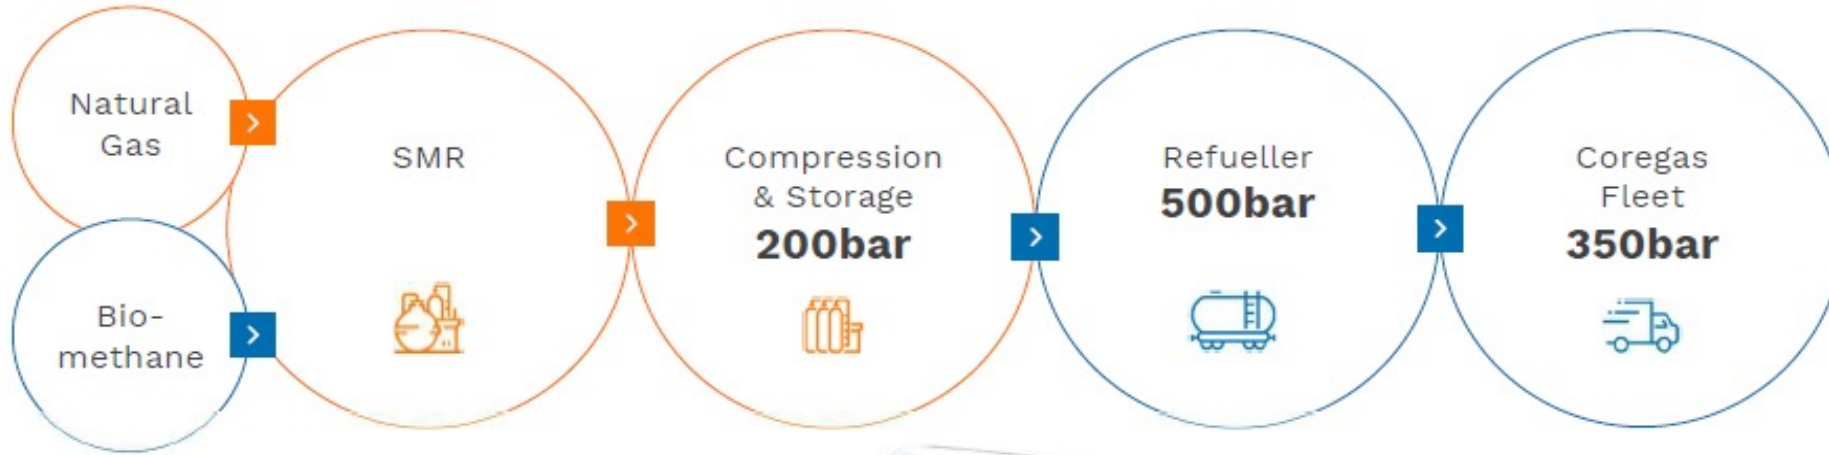 Natural
Gas
Bio-
methane
SMR
Compression
& Storage
200bar
Refueller
500bar
Coregas
Fleet
350bar